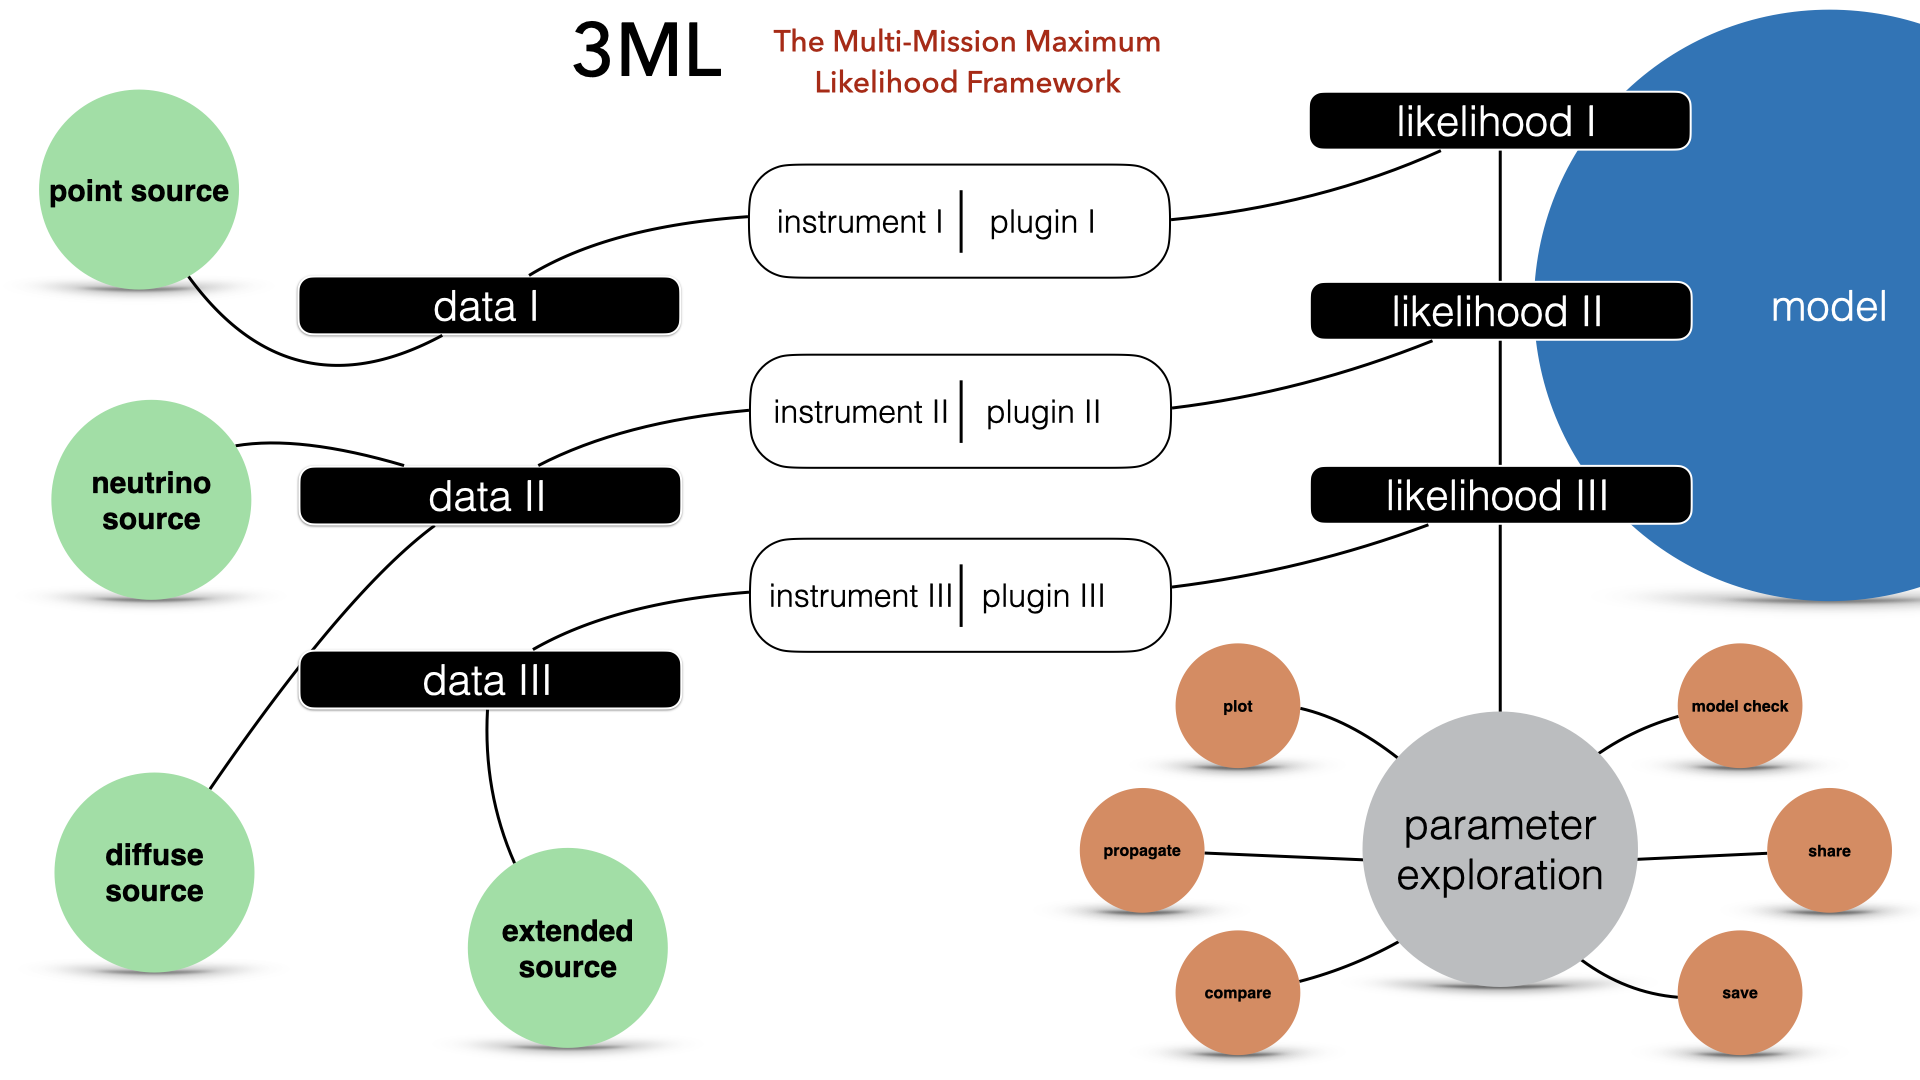 3ML
The Multi-Mission Maximum
Likelihood Framework
point source
data I
instrument I
plugin I
likelihood I
neutrino
source
data II
instrument II
plugin II
likelihood II
model
diffuse
source
data III
instrument III
plugin III
likelihood III
extended
source
parameter
exploration
plot
model check
propagate
share
compare
save